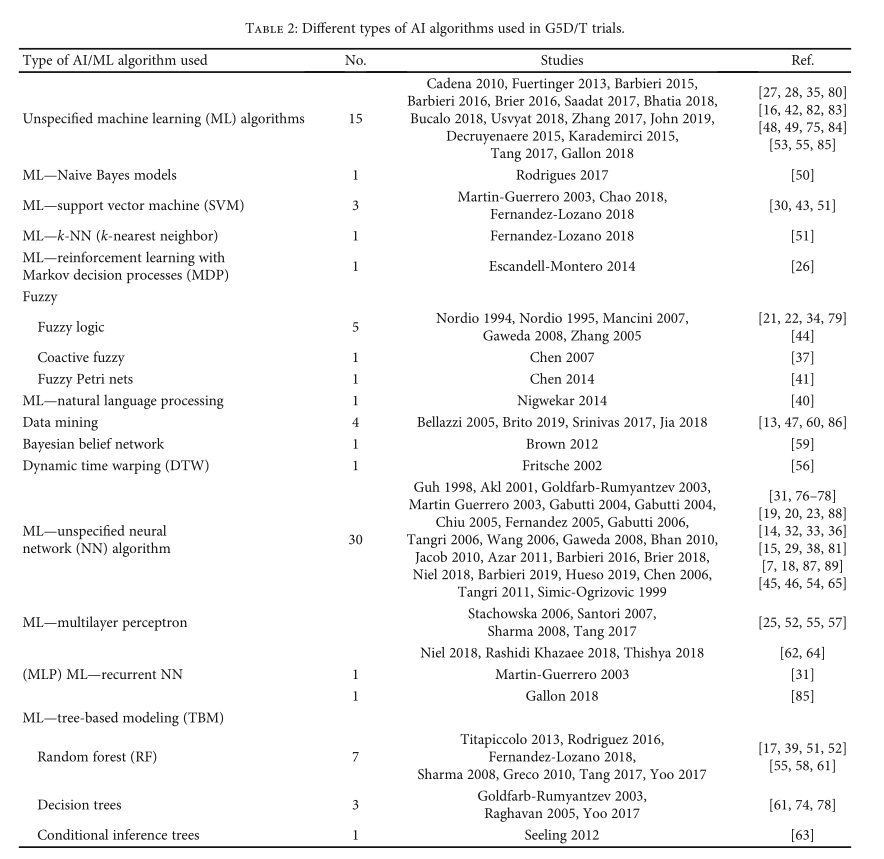 TABLE 2: Different types of AI algorithms used in G5D/T trials.
Type of AI/ML algorithm used No. Studies Ref.
Unspecified machine learning (ML) algorithms 15 Cadena 2010, Fuertinger 2013, Barbieri 2015, [27, 28, 35, 80]
Barbieri 2016, Brier 2016, Saadat 2017, Bhatia 2018, [16, 42, 82, 83]
Bucalo 2018, Usvyat 2018, Zhang 2017, John 2019, [48, 49, 75, 84]
Decruyenaere 2015, Karademirci 2015, [53, 55, 85]
Tang 2017, Gallon 2018
ML—Naive Bayes models 1 Rodrigues 2017 [50]
ML—support vector machine (SVM) 3 Martin-Guerrero 2003, Chao 2018, [30, 43, 51]
Fernandez-Lozano 2018
ML—k-NN (k-nearest neighbor) 1 Fernandez-Lozano 2018 [51]
ML—reinforcement learning with
Markov decision processes (MDP) 1 Escandell-Montero 2014 [26]
Fuzzy
Fuzzy logic 5 Nordio 1994, Nordio 1995, Mancini 2007, [21, 22, 34, 79]
Gaweda 2008, Zhang 2005 [44]
Coactive fuzzy 1 Chen 2007 [37]
Fuzzy Petri nets 1 Chen 2014 [41]
ML—natural language processing 1 Nigwekar 2014 [40]
Data mining 4 Bellazzi 2005, Brito 2019, Srinivas 2017, Jia 2018 [13, 47, 60, 86]
Bayesian belief network 1 Brown 2012 [59]
Dynamic time warping (DTW) 1 Fritsche 2002 [56]
ML—unspecified neural
network (NN) algorithm 30 Guh 1998, Akl 2001, Goldfarb-Rumyantzev 2003, [31, 76–78]
Martin Guerrero 2003, Gabutti 2004, Gabutti 2004, [19, 20, 23, 88]
Chiu 2005, Fernandez 2005, Gabutti 2006, [14, 32, 33, 36]
Tangri 2006, Wang 2006, Gaweda 2008, Bhan 2010, [15, 29, 38, 81]
Jacob 2010, Azar 2011, Barbieri 2016, Brier 2018, [7, 18, 87, 89]
Niel 2018, Barbieri 2019, Hueso 2019, Chen 2006, [45, 46, 54, 65]
Tangri 2011, Simic-Ogrizovic 1999
ML—multilayer perceptron Stachowska 2006, Santori 2007, [25, 52, 55, 57]
Sharma 2008, Tang 2017
Niel 2018, Rashidi Khazaee 2018, Thishya 2018 [62, 64]
(MLP) ML—recurrent NN 1 Martin-Guerrero 2003 [31]
1 Gallon 2018 [85]
ML—tree-based modeling (TBM)
Random forest (RF) 7 Titapiccolo 2013, Rodriguez 2016, [17, 39, 51, 52]
Fernandez-Lozano 2018, [55, 58, 61]
Sharma 2008, Greco 2010, Tang 2017, Yoo 2017
Decision trees 3 Goldfarb-Rumyantzev 2003, [61, 74, 78]
Raghavan 2005, Yoo 2017
Conditional inference trees 1 Seeling 2012 [63]